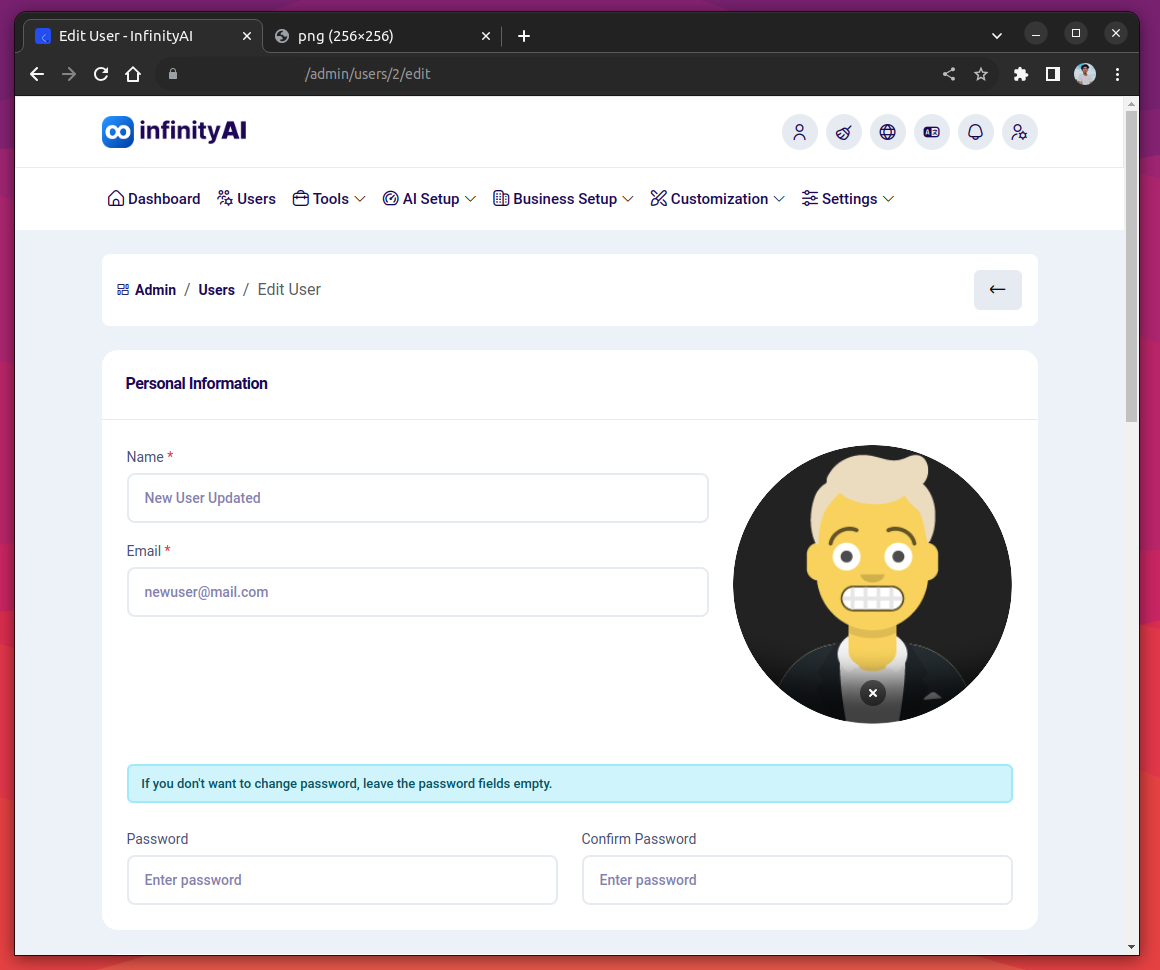 Edit User - InfinityAI
png (256×256)
/admin/users/2/edit
infinityAI
Dashboard Users Tools AI Setup Business Setup Customization Settings
Admin / Users / Edit User
Personal Information
Name *
New User Updated
Email *
newuser@mail.com
If you don't want to change password, leave the password fields empty.
Password Confirm Password
Enter password Enter password